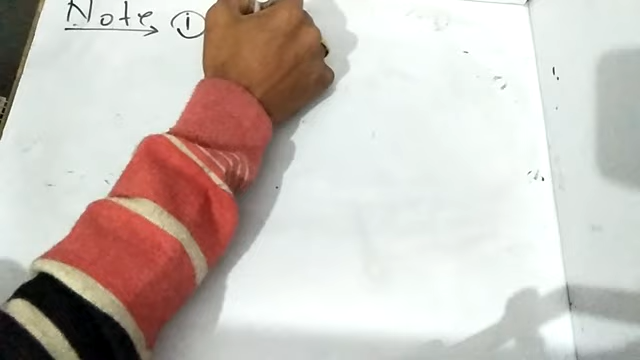 Note → ①